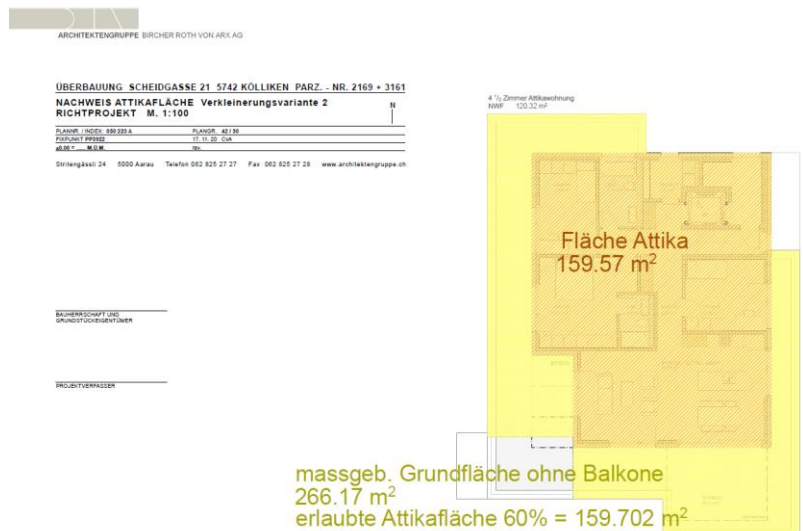 ARCHITEKTENGRUPPE BIRCHER ROTH VON ARX AG
ÜBERBAUUNG SCHEIDGASSE 21 5742 KÖLLIKEN PARZ. - NR. 2169 + 3161
NACHWEIS ATTIKAFLÄCHE Verkleinerungsvariante 2
RICHTPROJEKT M. 1:100
N
PLANNR. / INDEX: 050 223 A PLANGR. 42 / 30
FIXPUNKT PP0922 17. 11. 20 CvA
±0.00 = ..... M.Ü.M. rev.
Stritengässli 24 5000 Aarau Telefon 062 825 27 27 Fax 062 825 27 28 www.architektengruppe.ch
4 ½ Zimmer Attikawohnung
NWF 120.32 m²
Fläche Attika
159.57 m²
BAUHERRSCHAFT UND
GRUNDSTÜCKEIGENTÜMER
PROJEKTVERFASSER
massgeb. Grundfläche ohne Balkone
266.17 m²
erlaubte Attikafläche 60% = 159.702 m²